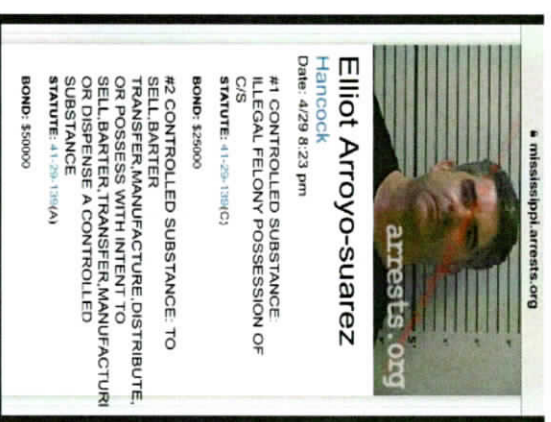 mississippi.arrests.org
arrests.org
Elliot Arroyo-suarez
Hancock
Date: 4/29 8:23 pm
#1 CONTROLLED SUBSTANCE:
ILLEGAL FELONY POSSESSION OF
C/S
STATUTE: 41-29-139(C)
BOND: $25000
#2 CONTROLLED SUBSTANCE: TO
SELL,BARTER
TRANSFER,MANUFACTURE,DISTRIBUTE,
OR POSSESS WITH INTENT TO
SELL,BARTER,TRANSFER,MANUFACTURI
OR DISPENSE A CONTROLLED
SUBSTANCE
STATUTE: 41-29-139(A)
BOND: $50000